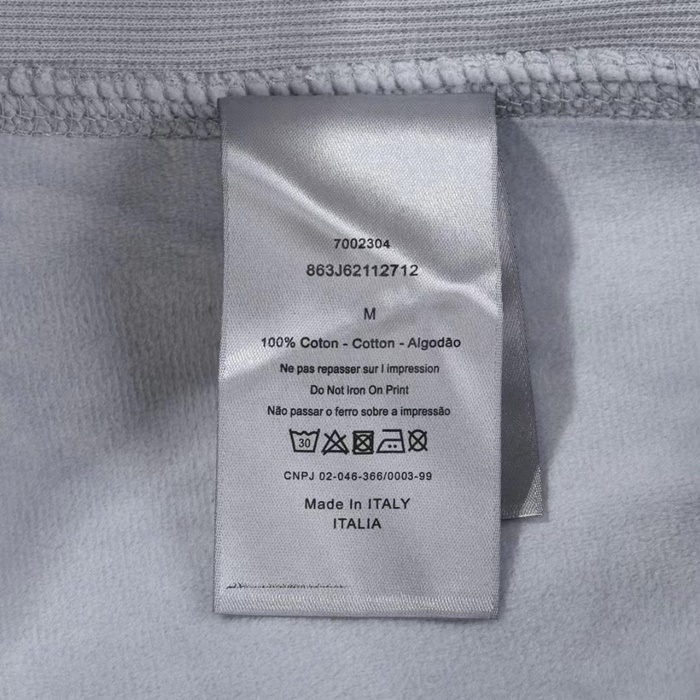 7002304
863J62112712
M
100% Coton - Cotton - Algodão
Ne pas repasser sur l impression
Do Not Iron On Print
Não passar o ferro sobre a impressão
30
CNPJ 02-046-366/0003-99
Made In ITALY
ITALIA